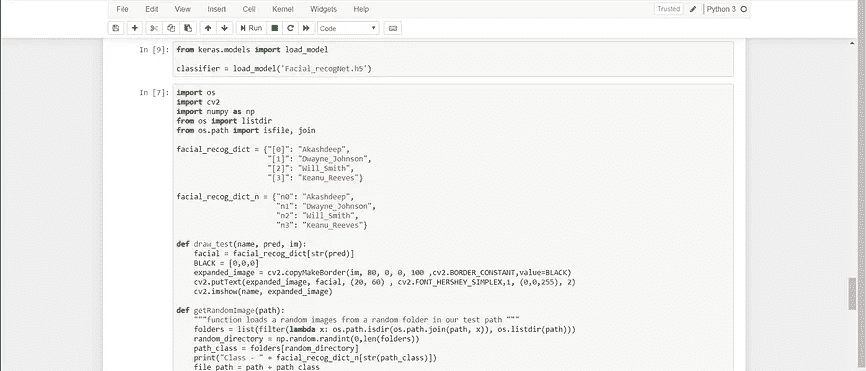 File Edit View Insert Cell Kernel Widgets Help Trusted Python 3
Run Code
In [9]: from keras.models import load_model
classifier = load_model('Facial_recogNet.h5')
In [7]: import os
import cv2
import numpy as np
from os import listdir
from os.path import isfile, join
facial_recog_dict = {"[0]": "Akashdeep",
"[1]": "Dwayne_Johnson",
"[2]": "Will_Smith",
"[3]": "Keanu_Reeves"}
facial_recog_dict_n = {"n0": "Akashdeep",
"n1": "Dwayne_Johnson",
"n2": "Will_Smith",
"n3": "Keanu_Reeves"}
def draw_test(name, pred, im):
facial = facial_recog_dict[str(pred)]
BLACK = [0,0,0]
expanded_image = cv2.copyMakeBorder(im, 80, 0, 0, 100 ,cv2.BORDER_CONSTANT,value=BLACK)
cv2.putText(expanded_image, facial, (20, 60) , cv2.FONT_HERSHEY_SIMPLEX,1, (0,0,255), 2)
cv2.imshow(name, expanded_image)
def getRandomImage(path):
"""function loads a random images from a random folder in our test path """
folders = list(filter(lambda x: os.path.isdir(os.path.join(path, x)), os.listdir(path)))
random_directory = np.random.randint(0,len(folders))
path_class = folders[random_directory]
print("Class - " + facial_recog_dict_n[str(path_class)])
file_path = path + path_class